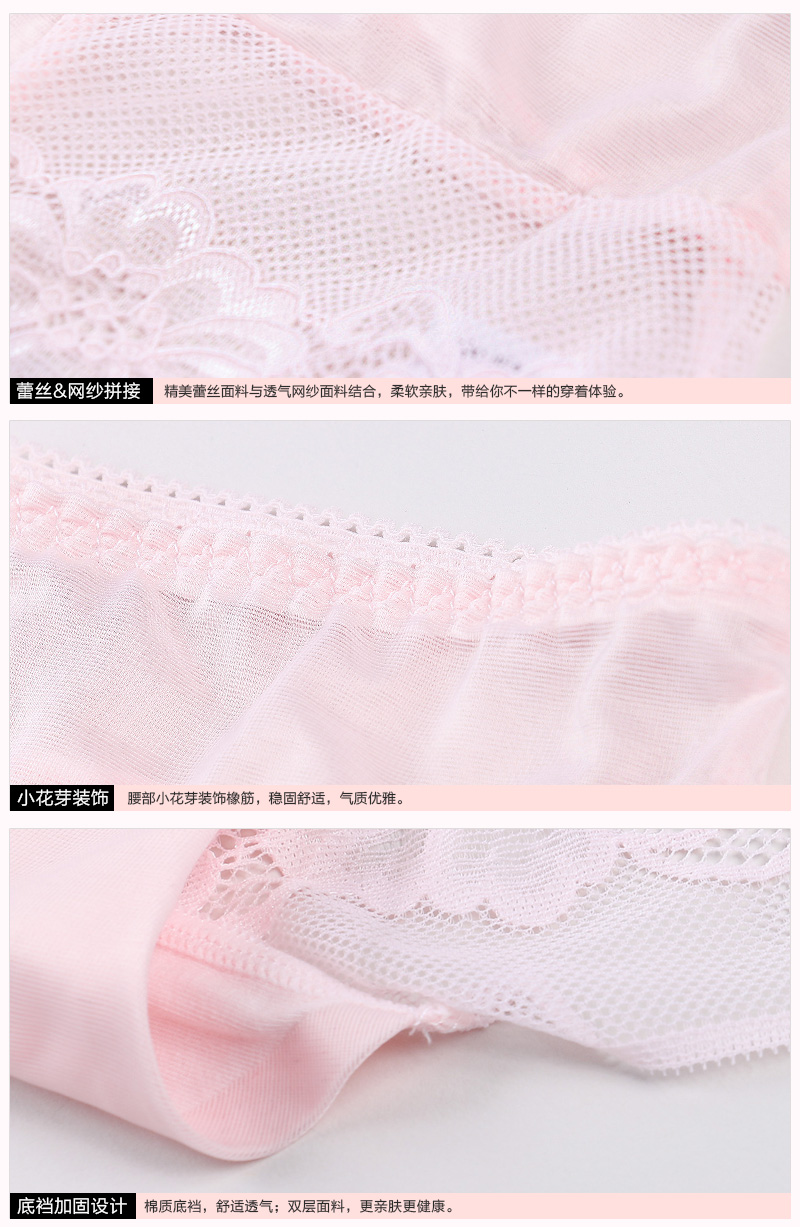 蕾丝&网纱拼接 精美蕾丝面料与透气网纱面料结合，柔软亲肤，带给你不一样的穿着体验。
小花芽装饰 腰部小花芽装饰橡筋，稳固舒适，气质优雅。
底裆加固设计 棉质底裆，舒适透气；双层面料，更亲肤更健康。